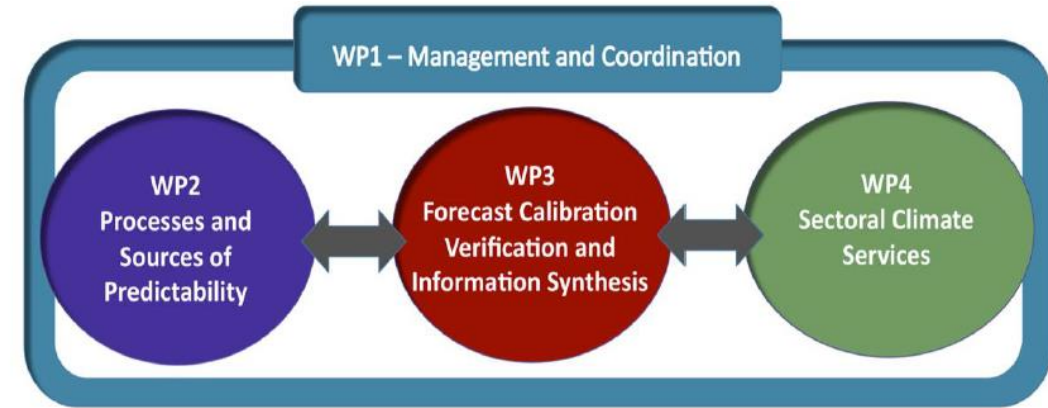 WP1 – Management and Coordination
WP2
Processes and
Sources of
Predictability
WP3
Forecast Calibration
Verification and
Information Synthesis
WP4
Sectoral Climate
Services